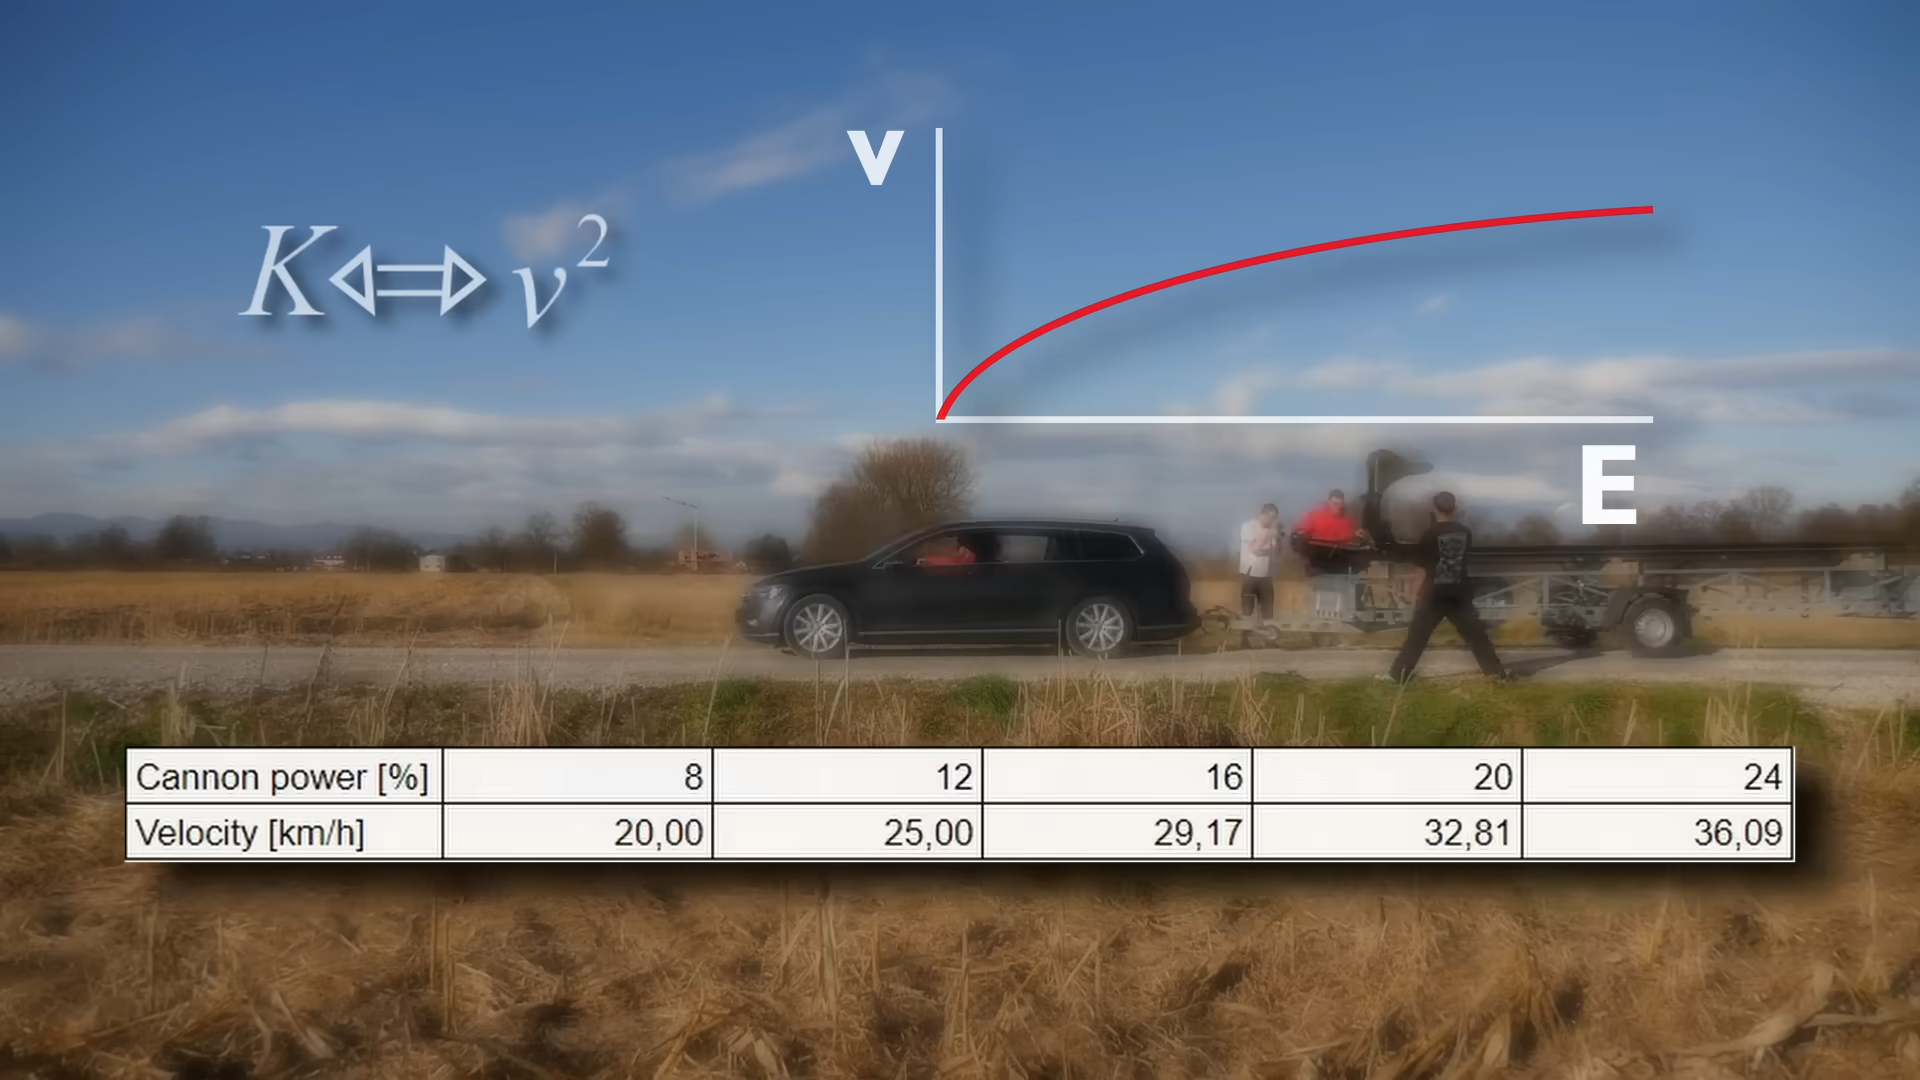 V
K⇔v²
E
Cannon power [%] 8 12 16 20 24
Velocity [km/h] 20,00 25,00 29,17 32,81 36,09